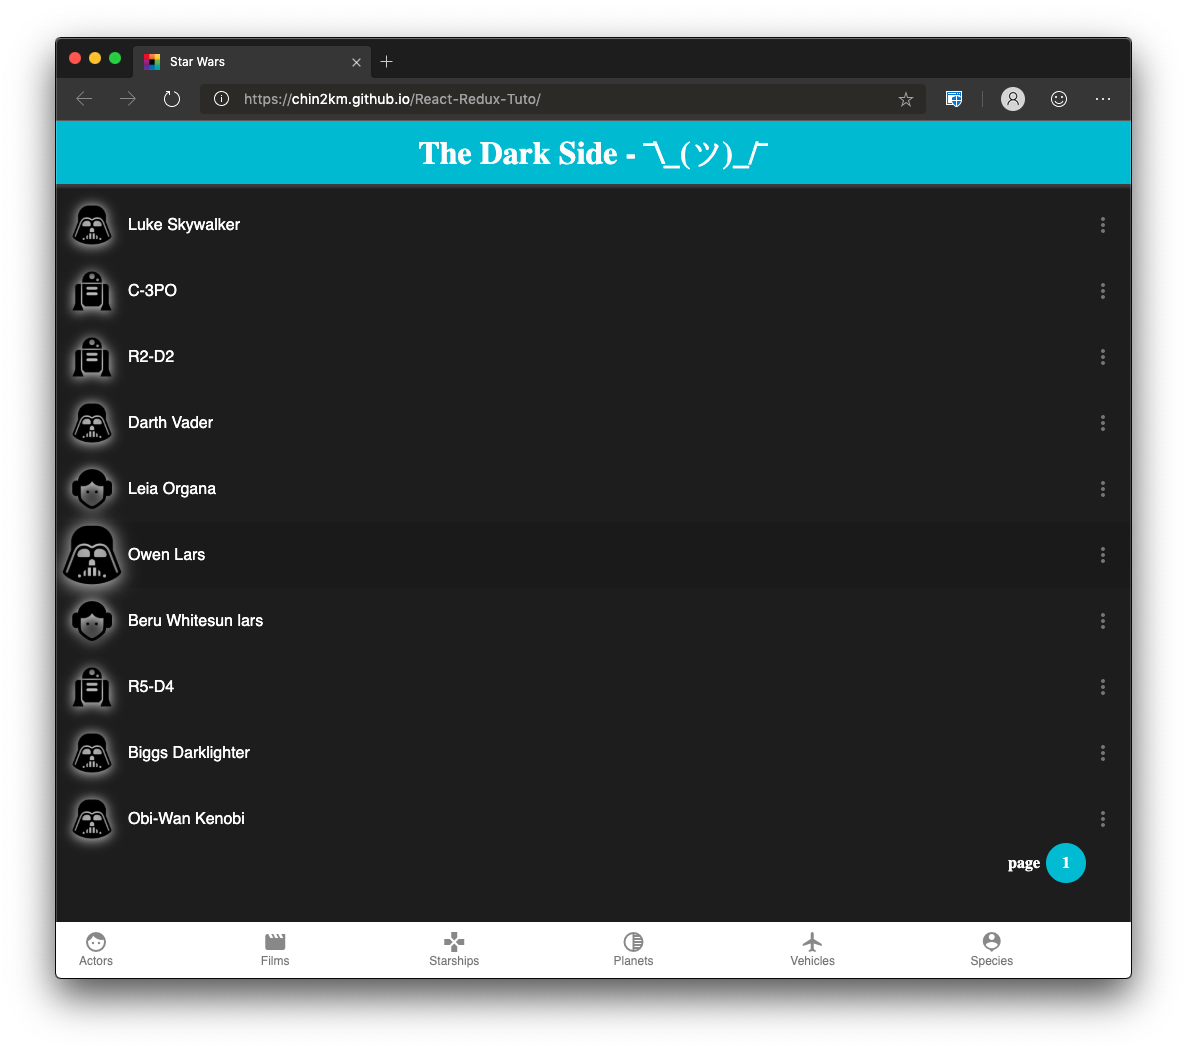 Star Wars
https://chin2km.github.io/React-Redux-Tuto/
The Dark Side - ¯\_(ツ)_/¯
Luke Skywalker
C-3PO
R2-D2
Darth Vader
Leia Organa
Owen Lars
Beru Whitesun lars
R5-D4
Biggs Darklighter
Obi-Wan Kenobi
page 1
Actors Films Starships Planets Vehicles Species